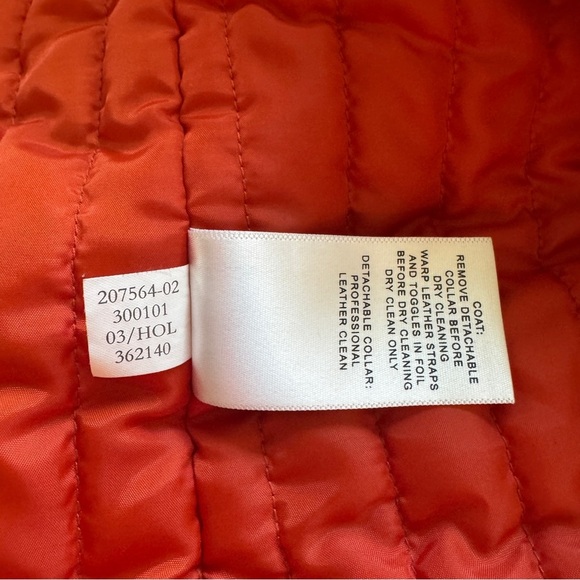 207564-02
300101
03/HOL
362140
COAT:
REMOVE DETACHABLE
COLLAR BEFORE
DRY CLEANING
WARP LEATHER STRAPS
AND TOGGLES IN FOIL
BEFORE DRY CLEANING
DRY CLEAN ONLY
DETACHABLE COLLAR:
PROFESSIONAL
LEATHER CLEAN